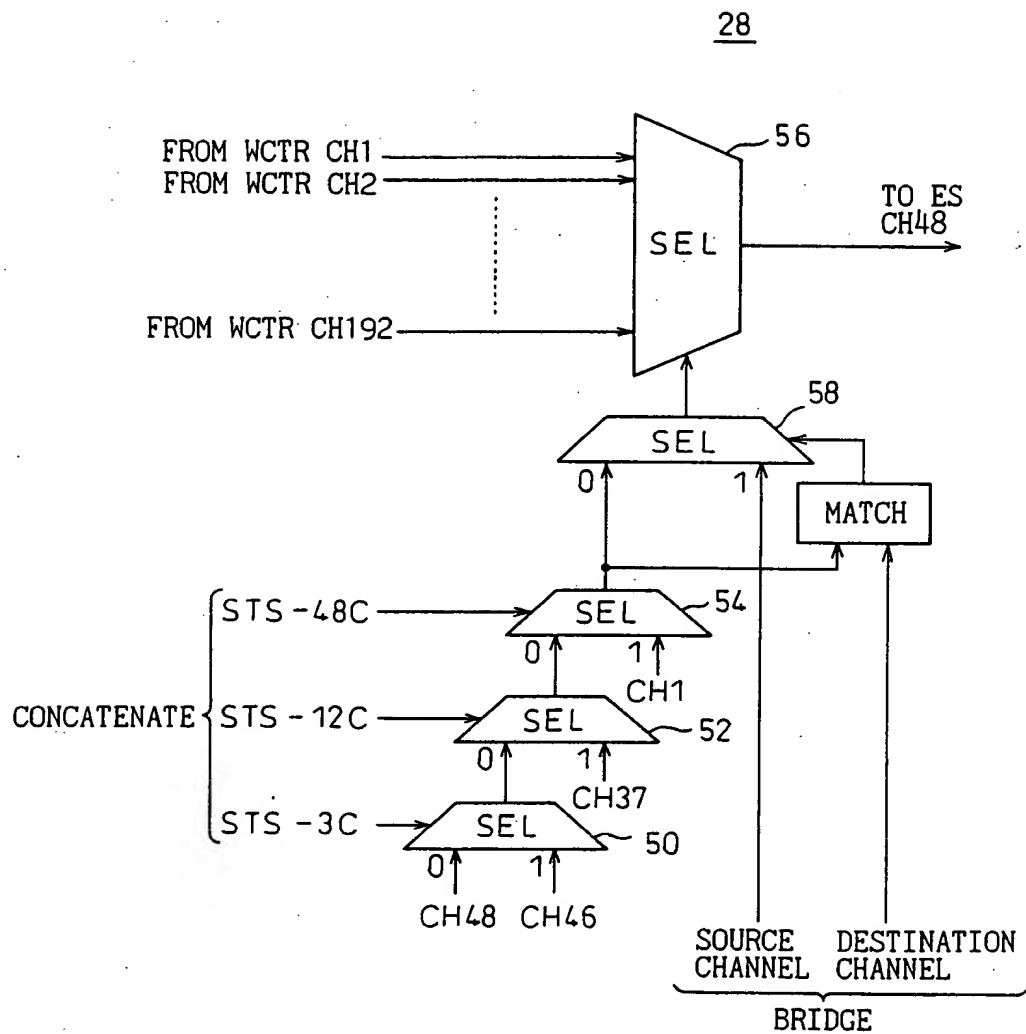 28
56
FROM WCTR CH1
FROM WCTR CH2
TO ES
CH48
SEL
FROM WCTR CH192
58
SEL
0 1
MATCH
STS-48C
SEL
54
0 1
CH1
CONCATENATE
STS-12C
SEL
52
0 1
CH37
STS-3C
SEL
50
0 1
CH48 CH46
SOURCE
CHANNEL
DESTINATION
CHANNEL
BRIDGE